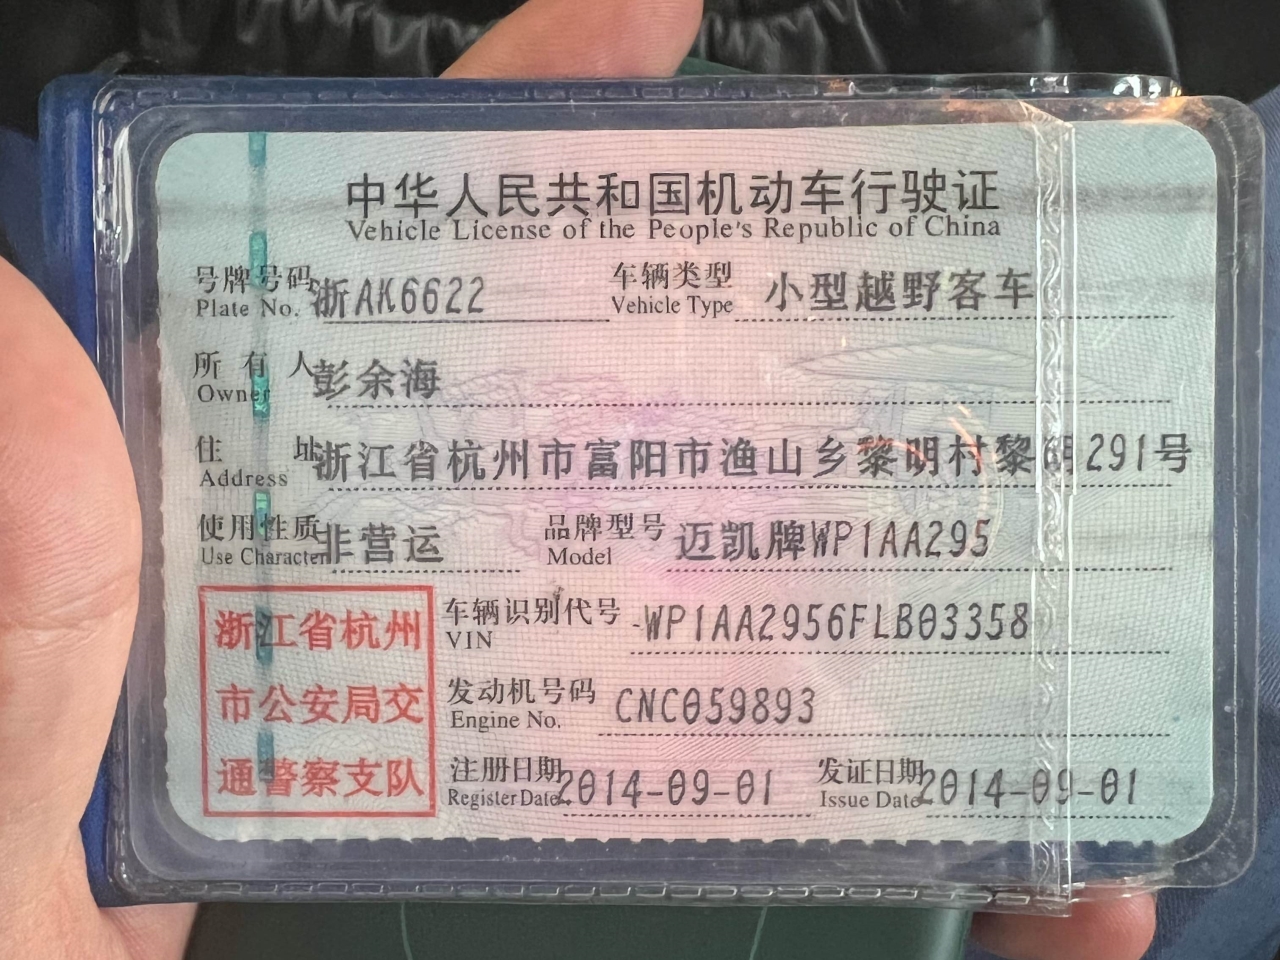 中华人民共和国机动车行驶证
Vehicle License of the People's Republic of China
号牌号码 浙AK6622 车辆类型 小型越野客车
Plate No. Vehicle Type
所有人 彭余海
Owner
住址 浙江省杭州市富阳市渔山乡黎明村黎明291号
Address
使用性质 非营运 品牌型号 迈凯牌WP1AA295
Use Character Model
浙江省杭州
市公安局交
通警察支队
车辆识别代号 WP1AA2956FLB03358
VIN
发动机号码 CNC059893
Engine No.
注册日期 2014-09-01 发证日期 2014-09-01
Register Date Issue Date